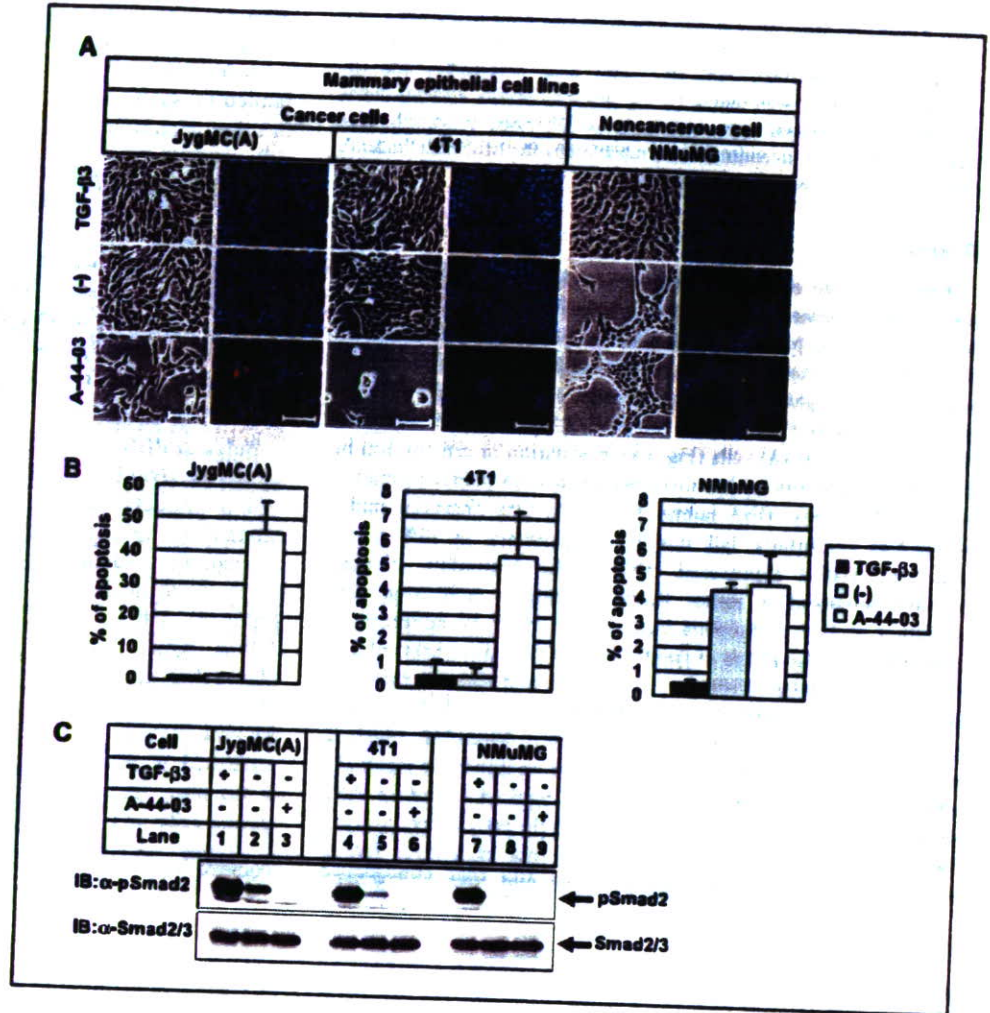 A
Mammary epithelial cell lines
Cancer cells
Noncancerous cell
JygMC(A)
4T1
NMuMG
TGF-β3
(-)
A-44-03
B
JygMC(A)
% of apoptosis
60
50
40
30
20
10
0
4T1
% of apoptosis
8
7
6
5
4
3
2
1
0
NMuMG
% of apoptosis
8
7
6
5
4
3
2
1
0
TGF-β3
(-)
A-44-03
C
Cell JygMC(A) 4T1 NMuMG
TGF-β3 + - - + - - + - -
A-44-03 - - + - - + - - +
Lane 1 2 3 4 5 6 7 8 9
IB:α-pSmad2
pSmad2
IB:α-Smad2/3
Smad2/3